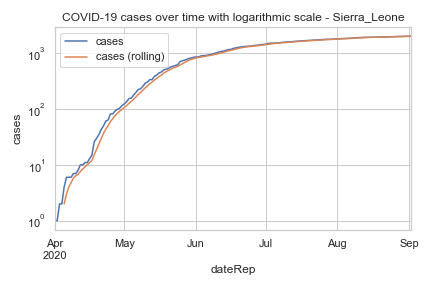 COVID-19 cases over time with logarithmic scale - Sierra_Leone
cases
cases (rolling)
cases
10³
10²
10¹
10⁰
Apr
2020
May
Jun
Jul
Aug
Sep
dateRep